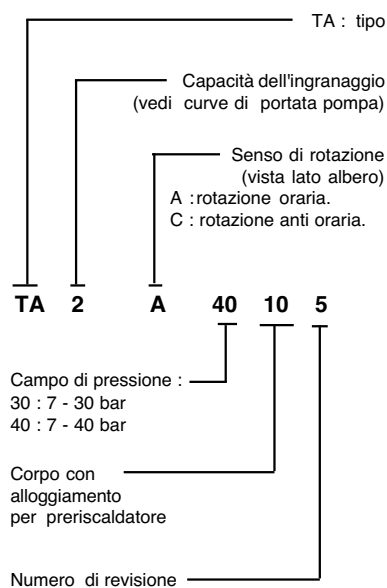 TA : tipo
Capacità dell'ingranaggio
(vedi curve di portata pompa)
Senso di rotazione
(vista lato albero)
A :rotazione oraria.
C : rotazione anti oraria.
TA 2 A 40 10 5
Campo di pressione :
30 : 7 - 30 bar
40 : 7 - 40 bar
Corpo con
alloggiamento
per preriscaldatore
Numero di revisione